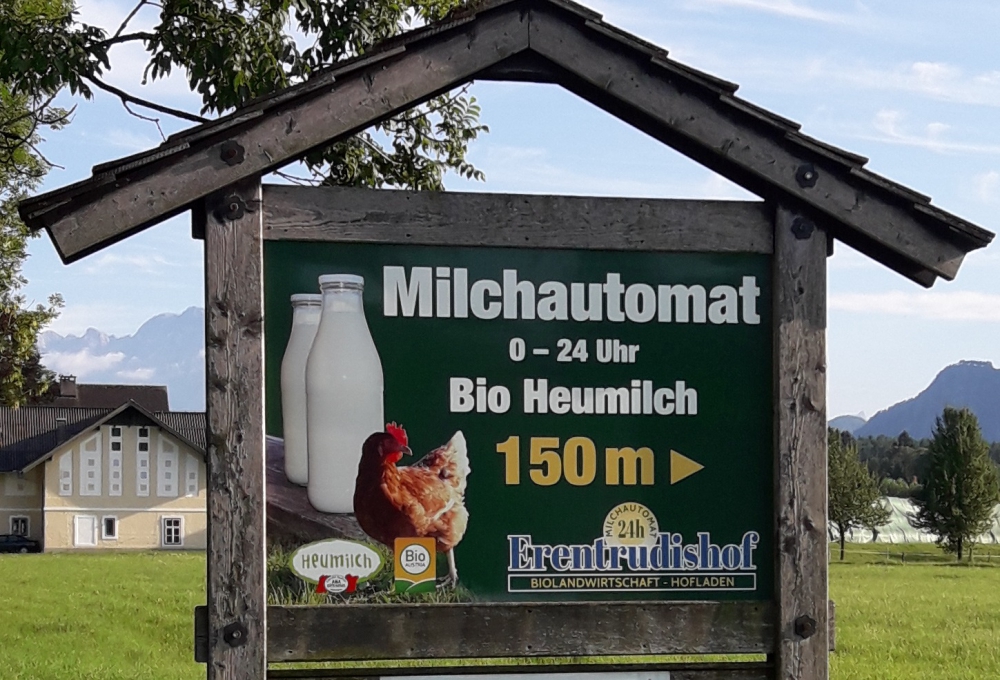 Milchautomat
0 – 24 Uhr
Bio Heumilch
150 m
MILCHAUTOMAT
24h
Erentrudishof
BIOLANDWIRTSCHAFT - HOFLADEN
Heumilch
Bio
AUSTRIA